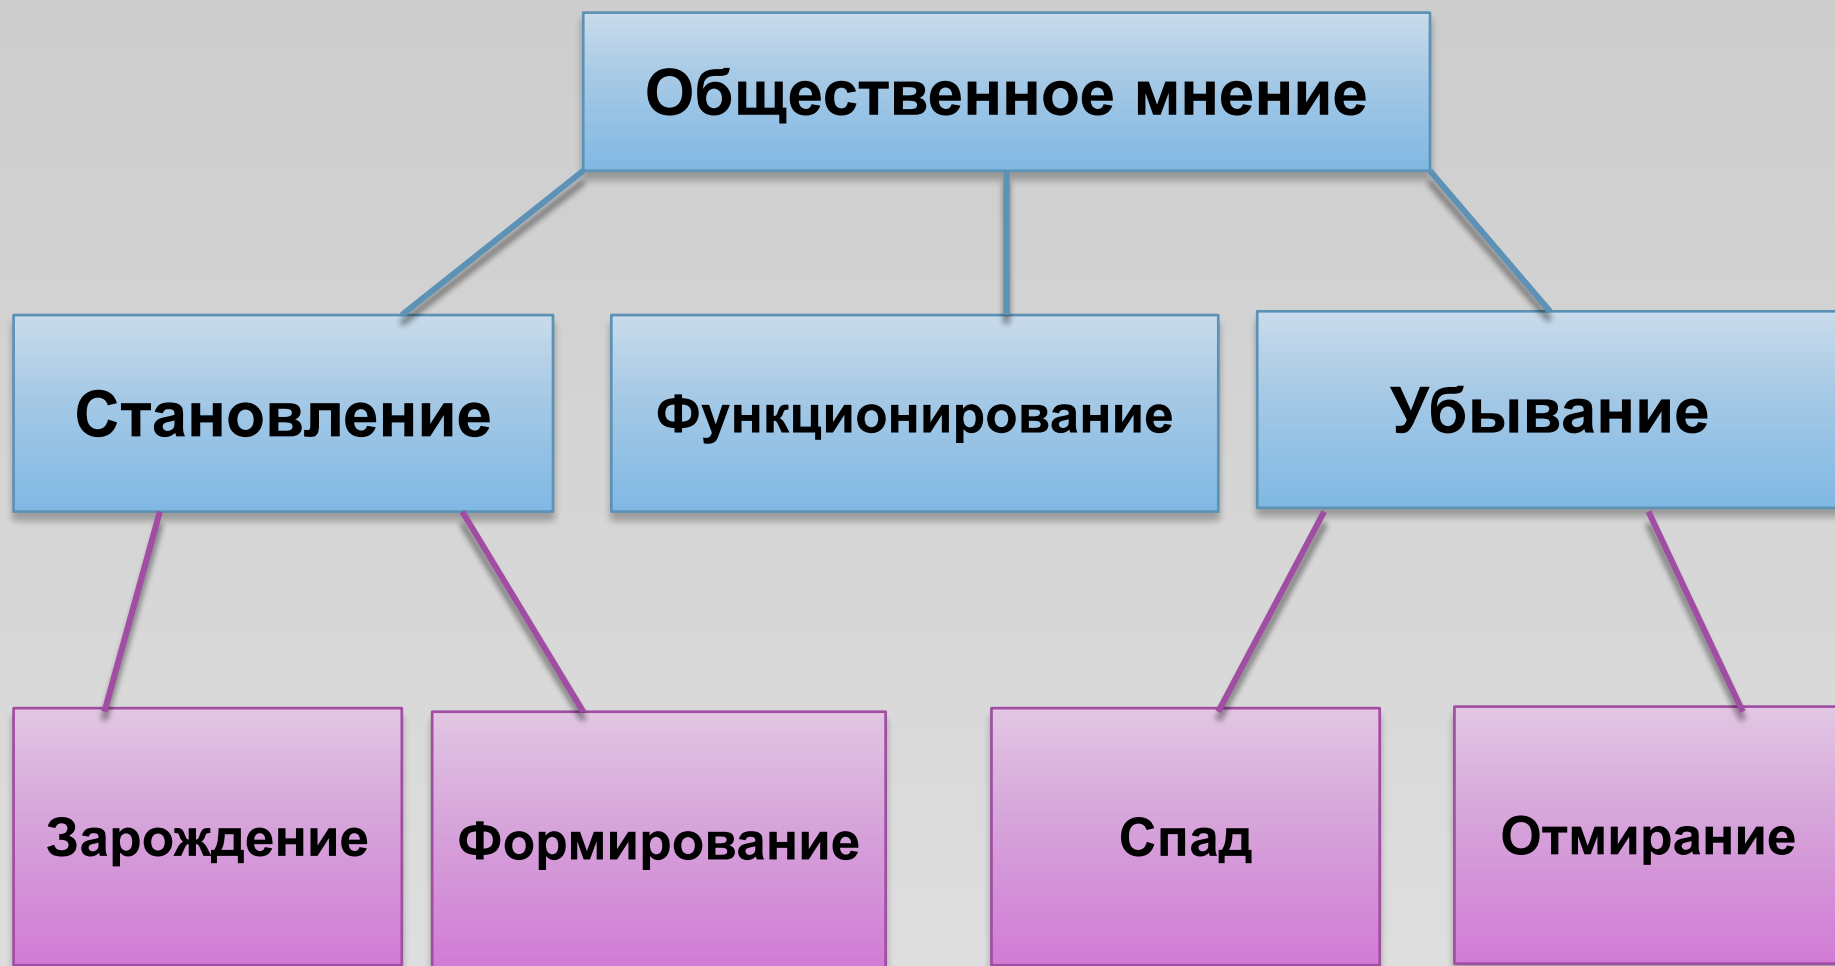 Общественное мнение
Становление
Функционирование
Убывание
Зарождение
Формирование
Спад
Отмирание